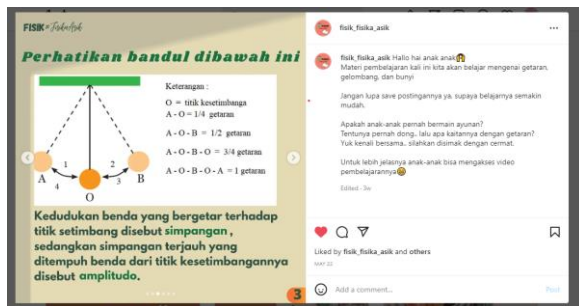 FISIK
Perhatikan bandul dibawah ini
Keterangan :
O = titik kesetimbanga
A - O = 1/4 getaran
A - O - B = 1/2 getaran
A - O - B - O = 3/4 getaran
A - O - B - O - A = 1 getaran
1
2
A
4
3
B
O
Kedudukan benda yang bergetar terhadap
titik setimbang disebut simpangan ,
sedangkan simpangan terjauh yang
ditempuh benda dari titik kesetimbangannya
disebut amplitudo.
3
fisik_fisika_asik
fisik_fisika_asik Hallo hai anak anak
Materi pembelajaran kali ini kita akan belajar mengenai getaran,
gelombang, dan bunyi
Jangan lupa save postingannya ya, supaya belajarnya semakin
mudah.
Apakah anak-anak pernah bermain ayunan?
Tentunya pernah dong.. lalu apa kaitannya dengan getaran?
Yuk kenali bersama.. silahkan disimak dengan cermat.
Untuk lebih jelasnya anak-anak bisa mengakses video
pembelajarannya
Edited · 3w
Liked by fisik_fisika_asik and others
MAY 22
Add a comment...
Post